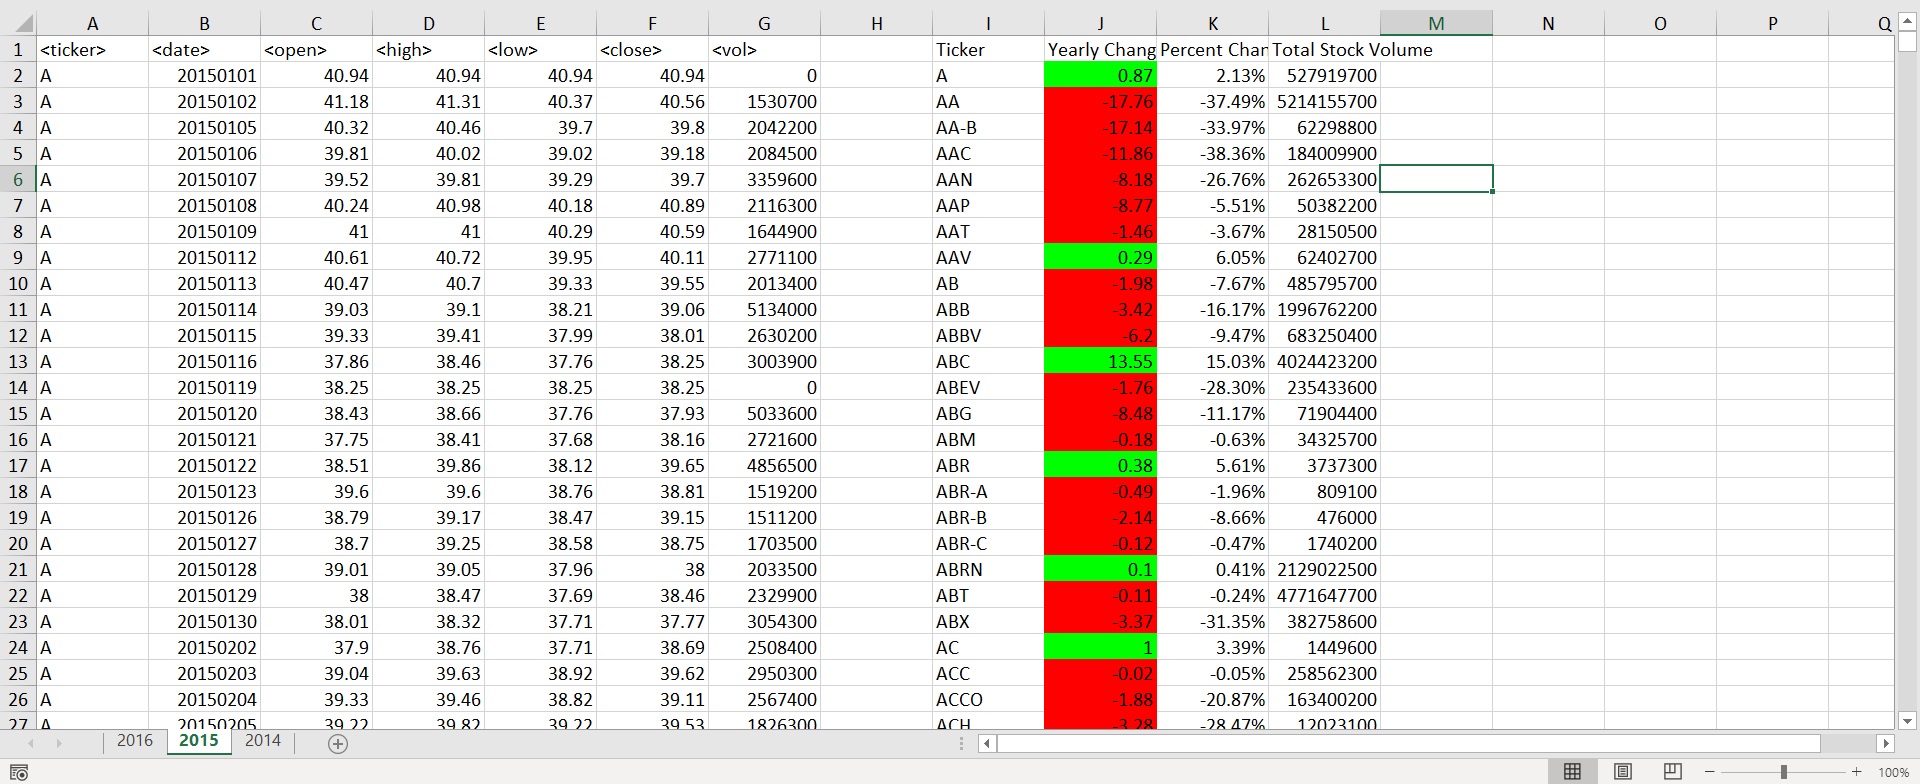 A B C D E F G H I J K L M N O P Q
1 <ticker> <date> <open> <high> <low> <close> <vol> Ticker Yearly Chang Percent Chan Total Stock Volume
2 A 20150101 40.94 40.94 40.94 40.94 0 A 0.87 2.13% 527919700
3 A 20150102 41.18 41.31 40.37 40.56 1530700 AA -17.76 -37.49% 5214155700
4 A 20150105 40.32 40.46 39.7 39.8 2042200 AA-B -17.14 -33.97% 62298800
5 A 20150106 39.81 40.02 39.02 39.18 2084500 AAC -11.86 -38.36% 184009900
6 A 20150107 39.52 39.81 39.29 39.7 3359600 AAN -8.18 -26.76% 262653300
7 A 20150108 40.24 40.98 40.18 40.89 2116300 AAP -8.77 -5.51% 50382200
8 A 20150109 41 41 40.29 40.59 1644900 AAT -1.46 -3.67% 28150500
9 A 20150112 40.61 40.72 39.95 40.11 2771100 AAV 0.29 6.05% 62402700
10 A 20150113 40.47 40.7 39.33 39.55 2013400 AB -1.98 -7.67% 485795700
11 A 20150114 39.03 39.1 38.21 39.06 5134000 ABB -3.42 -16.17% 1996762200
12 A 20150115 39.33 39.41 37.99 38.01 2630200 ABBV -6.2 -9.47% 683250400
13 A 20150116 37.86 38.46 37.76 38.25 3003900 ABC 13.55 15.03% 4024423200
14 A 20150119 38.25 38.25 38.25 38.25 0 ABEV -1.76 -28.30% 235433600
15 A 20150120 38.43 38.66 37.76 37.93 5033600 ABG -8.48 -11.17% 71904400
16 A 20150121 37.75 38.41 37.68 38.16 2721600 ABM -0.18 -0.63% 34325700
17 A 20150122 38.51 39.86 38.12 39.65 4856500 ABR 0.38 5.61% 3737300
18 A 20150123 39.6 39.6 38.76 38.81 1519200 ABR-A -0.49 -1.96% 809100
19 A 20150126 38.79 39.17 38.47 39.15 1511200 ABR-B -2.14 -8.66% 476000
20 A 20150127 38.7 39.25 38.58 38.75 1703500 ABR-C -0.12 -0.47% 1740200
21 A 20150128 39.01 39.05 37.96 38 2033500 ABRN 0.1 0.41% 2129022500
22 A 20150129 38 38.47 37.69 38.46 2329900 ABT -0.11 -0.24% 4771647700
23 A 20150130 38.01 38.32 37.71 37.77 3054300 ABX -3.37 -31.35% 382758600
24 A 20150202 37.9 38.76 37.71 38.69 2508400 AC 1 3.39% 1449600
25 A 20150203 39.04 39.63 38.92 39.62 2950300 ACC -0.02 -0.05% 258562300
26 A 20150204 39.33 39.46 38.82 39.11 2567400 ACCO -1.88 -20.87% 163400200
27 A 20150205 39.22 39.82 39.22 39.53 1826300 ACH -3.28 -28.47% 12023100
2016 2015 2014
100%